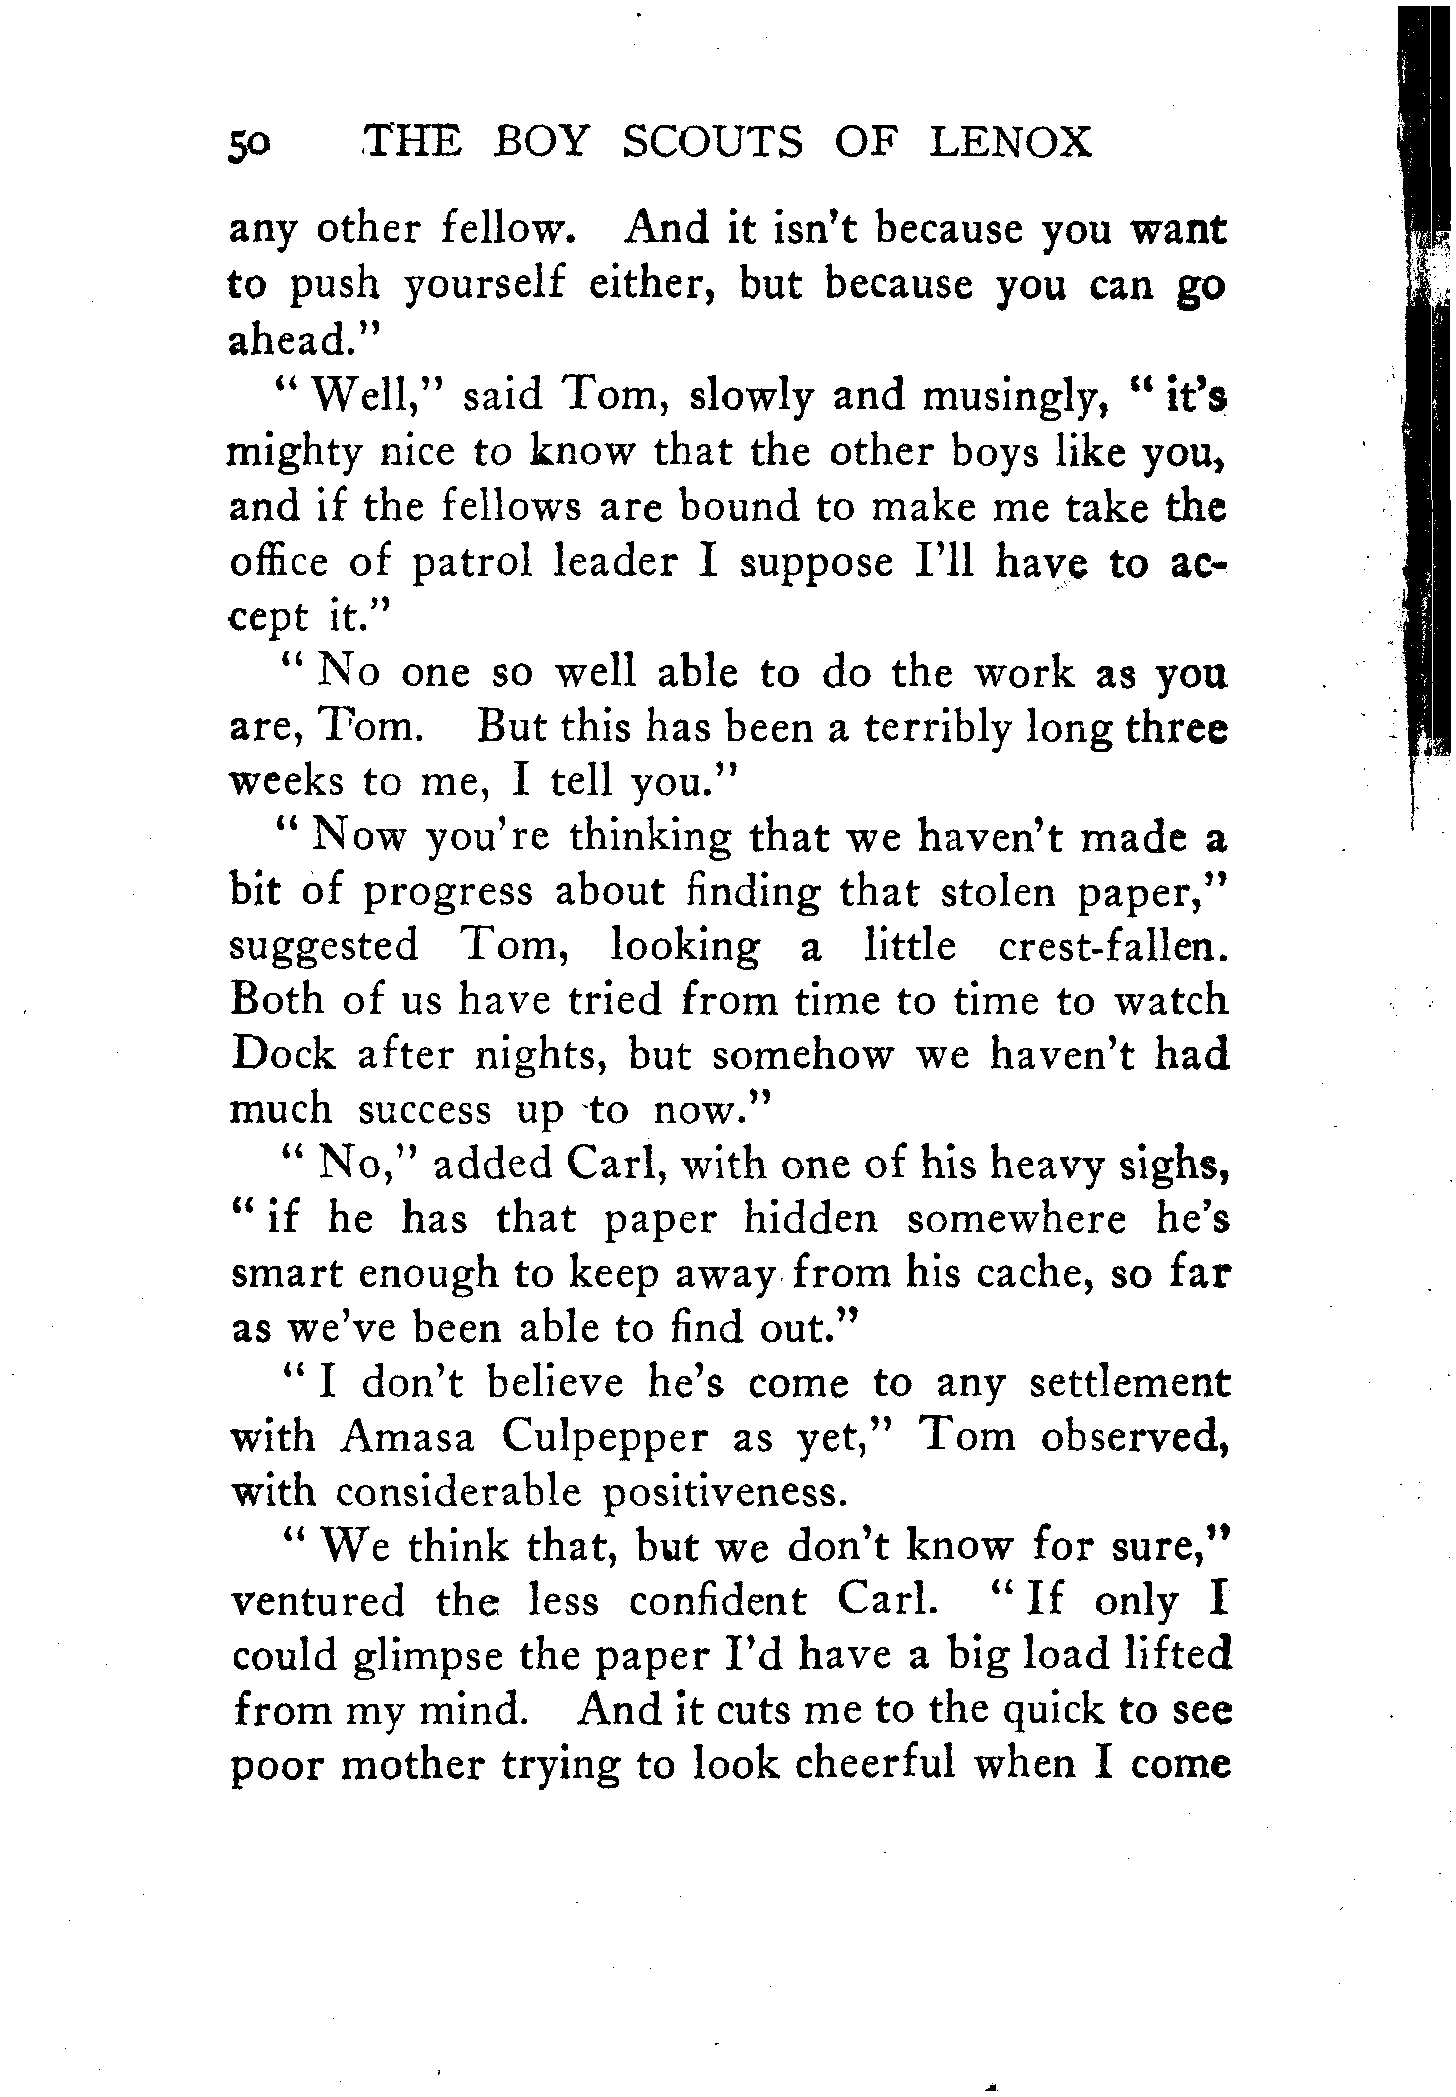 50 THE BOY SCOUTS OF LENOX
any other fellow. And it isn't because you want
to push yourself either, but because you can go
ahead."
" Well," said Tom, slowly and musingly, " it's
mighty nice to know that the other boys like you,
and if the fellows are bound to make me take the
office of patrol leader I suppose I'll have to ac-
cept it."
" No one so well able to do the work as you
are, Tom. But this has been a terribly long three
weeks to me, I tell you."
" Now you're thinking that we haven't made a
bit of progress about finding that stolen paper,"
suggested Tom, looking a little crest-fallen.
Both of us have tried from time to time to watch
Dock after nights, but somehow we haven't had
much success up to now."
" No," added Carl, with one of his heavy sighs,
" if he has that paper hidden somewhere he's
smart enough to keep away from his cache, so far
as we've been able to find out."
" I don't believe he's come to any settlement
with Amasa Culpepper as yet," Tom observed,
with considerable positiveness.
" We think that, but we don't know for sure,"
ventured the less confident Carl. " If only I
could glimpse the paper I'd have a big load lifted
from my mind. And it cuts me to the quick to see
poor mother trying to look cheerful when I come